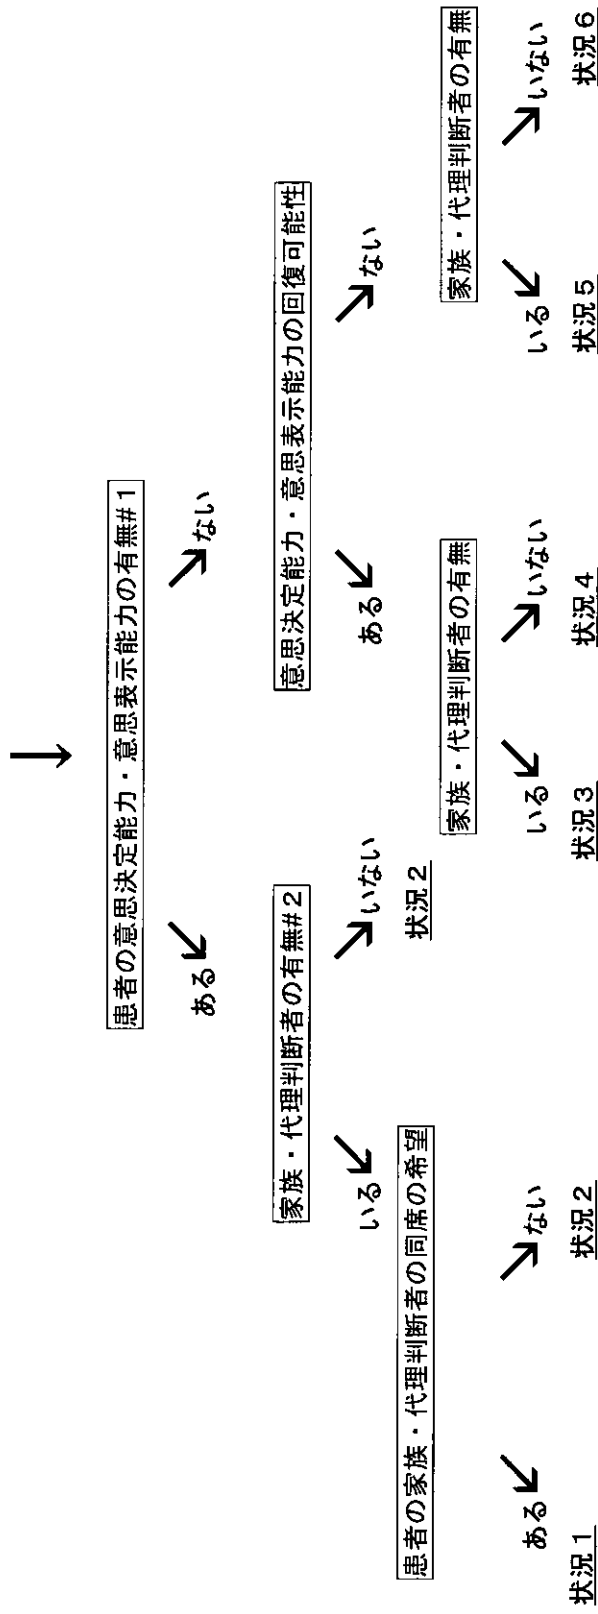 患者の意思決定能力・意思表示能力の有無#1
ある
ない
家族・代理判断者の有無#2
意思決定能力・意思表示能力の回復可能性
いる
いない
ある
ない
患者の家族・代理判断者の同席の希望
状況2
家族・代理判断者の有無
家族・代理判断者の有無
ある
ない
いる
いない
いる
いない
状況1
状況2
状況3
状況4
状況5
状況6